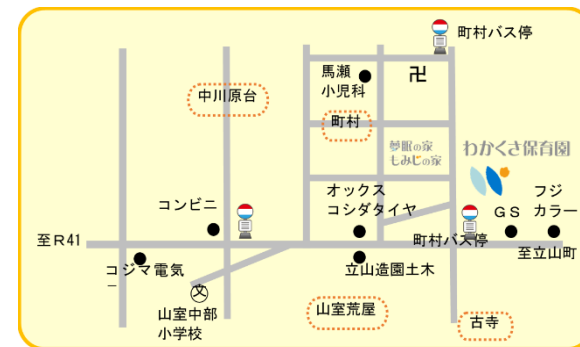 町村バス停
馬瀬
小児科
卍
中川原台
町村
夢眠の家
もみじの家
わかくさ保育園
オックス
コシダタイヤ
コンビニ
GS
フジ
カラー
至R41
町村バス停
至立山町
コジマ電気
立山造園土木
文
山室中部
小学校
山室荒屋
古寺